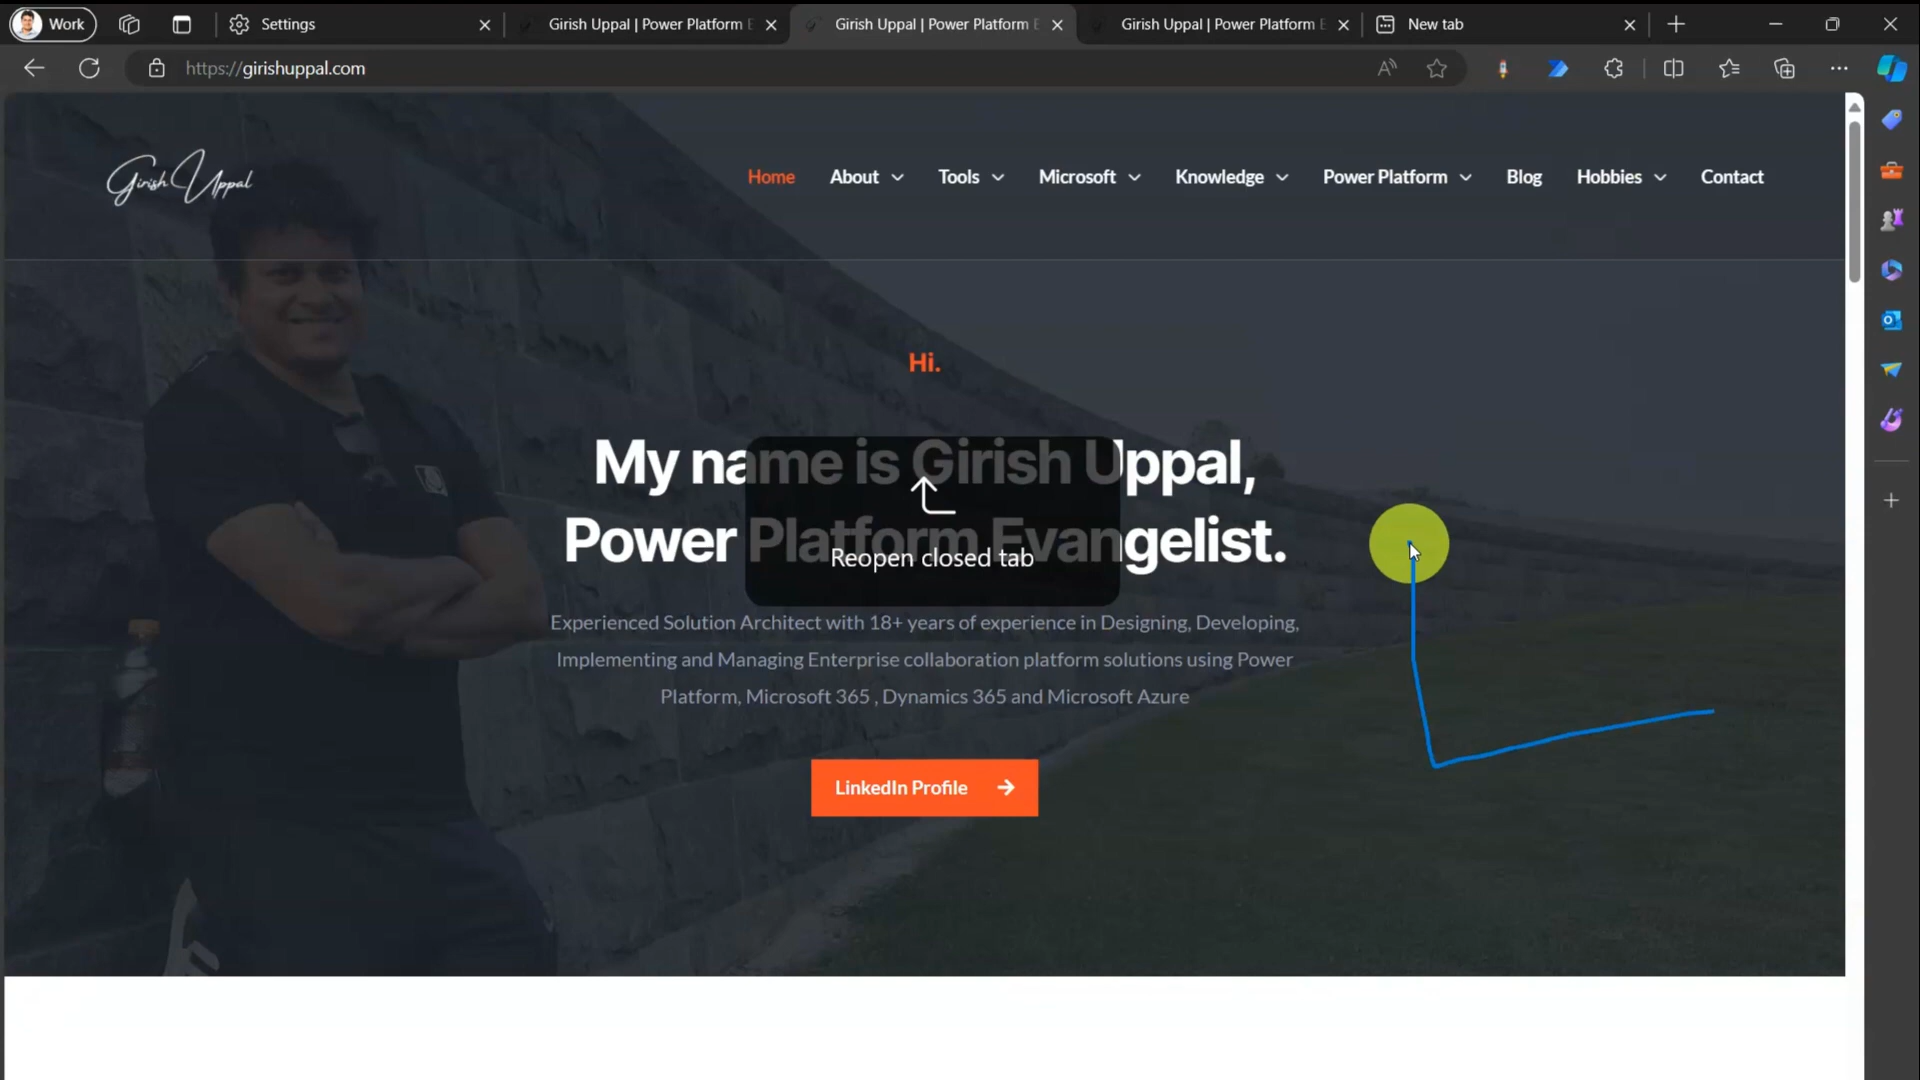 Work
Settings
Girish Uppal | Power Platform E
Girish Uppal | Power Platform E
Girish Uppal | Power Platform E
New tab
https://girishuppal.com
Girish Uppal
Home
About
Tools
Microsoft
Knowledge
Power Platform
Blog
Hobbies
Contact
Hi.
My name is Girish Uppal,
Power Platform Evangelist.
Reopen closed tab
Experienced Solution Architect with 18+ years of experience in Designing, Developing,
Implementing and Managing Enterprise collaboration platform solutions using Power
Platform, Microsoft 365 , Dynamics 365 and Microsoft Azure
LinkedIn Profile